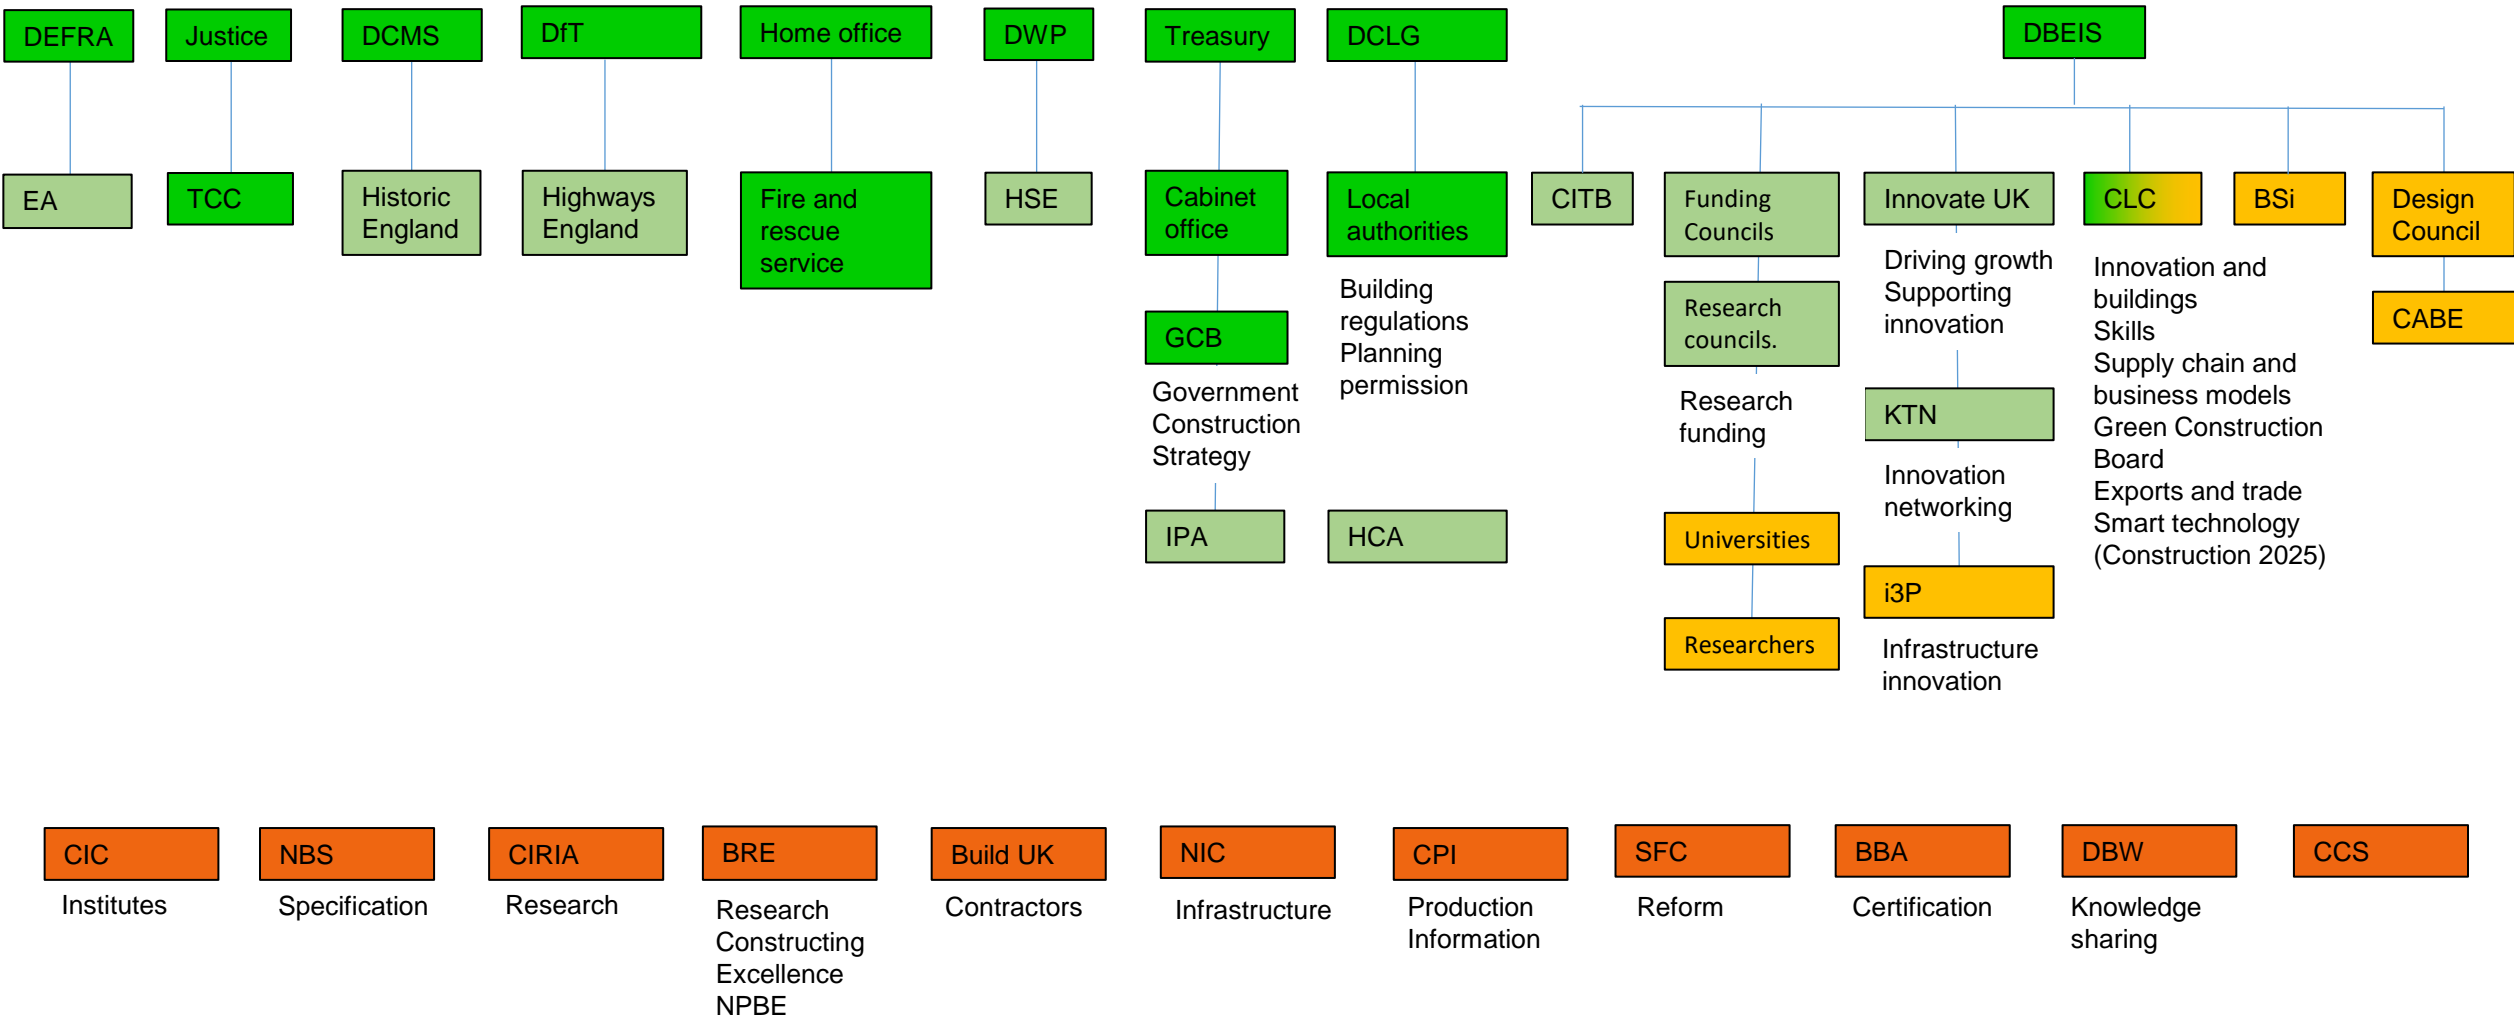 DEFRA
Justice
DCMS
DfT
Home office
DWP
Treasury
DCLG
DBEIS
EA
TCC
Historic
England
Highways
England
Fire and
rescue
service
HSE
Cabinet
office
Local
authorities
CITB
Funding
Councils
Innovate UK
CLC
BSi
Design
Council
GCB
Government
Construction
Strategy
IPA
Building
regulations
Planning
permission
HCA
Research
councils.
Research
funding
Universities
Researchers
Driving growth
Supporting
innovation
KTN
Innovation
networking
i3P
Infrastructure
innovation
Innovation and
buildings
Skills
Supply chain and
business models
Green Construction
Board
Exports and trade
Smart technology
(Construction 2025)
CABE
CIC
Institutes
NBS
Specification
CIRIA
Research
BRE
Research
Constructing
Excellence
NPBE
Build UK
Contractors
NIC
Infrastructure
CPI
Production
Information
SFC
Reform
BBA
Certification
DBW
Knowledge
sharing
CCS